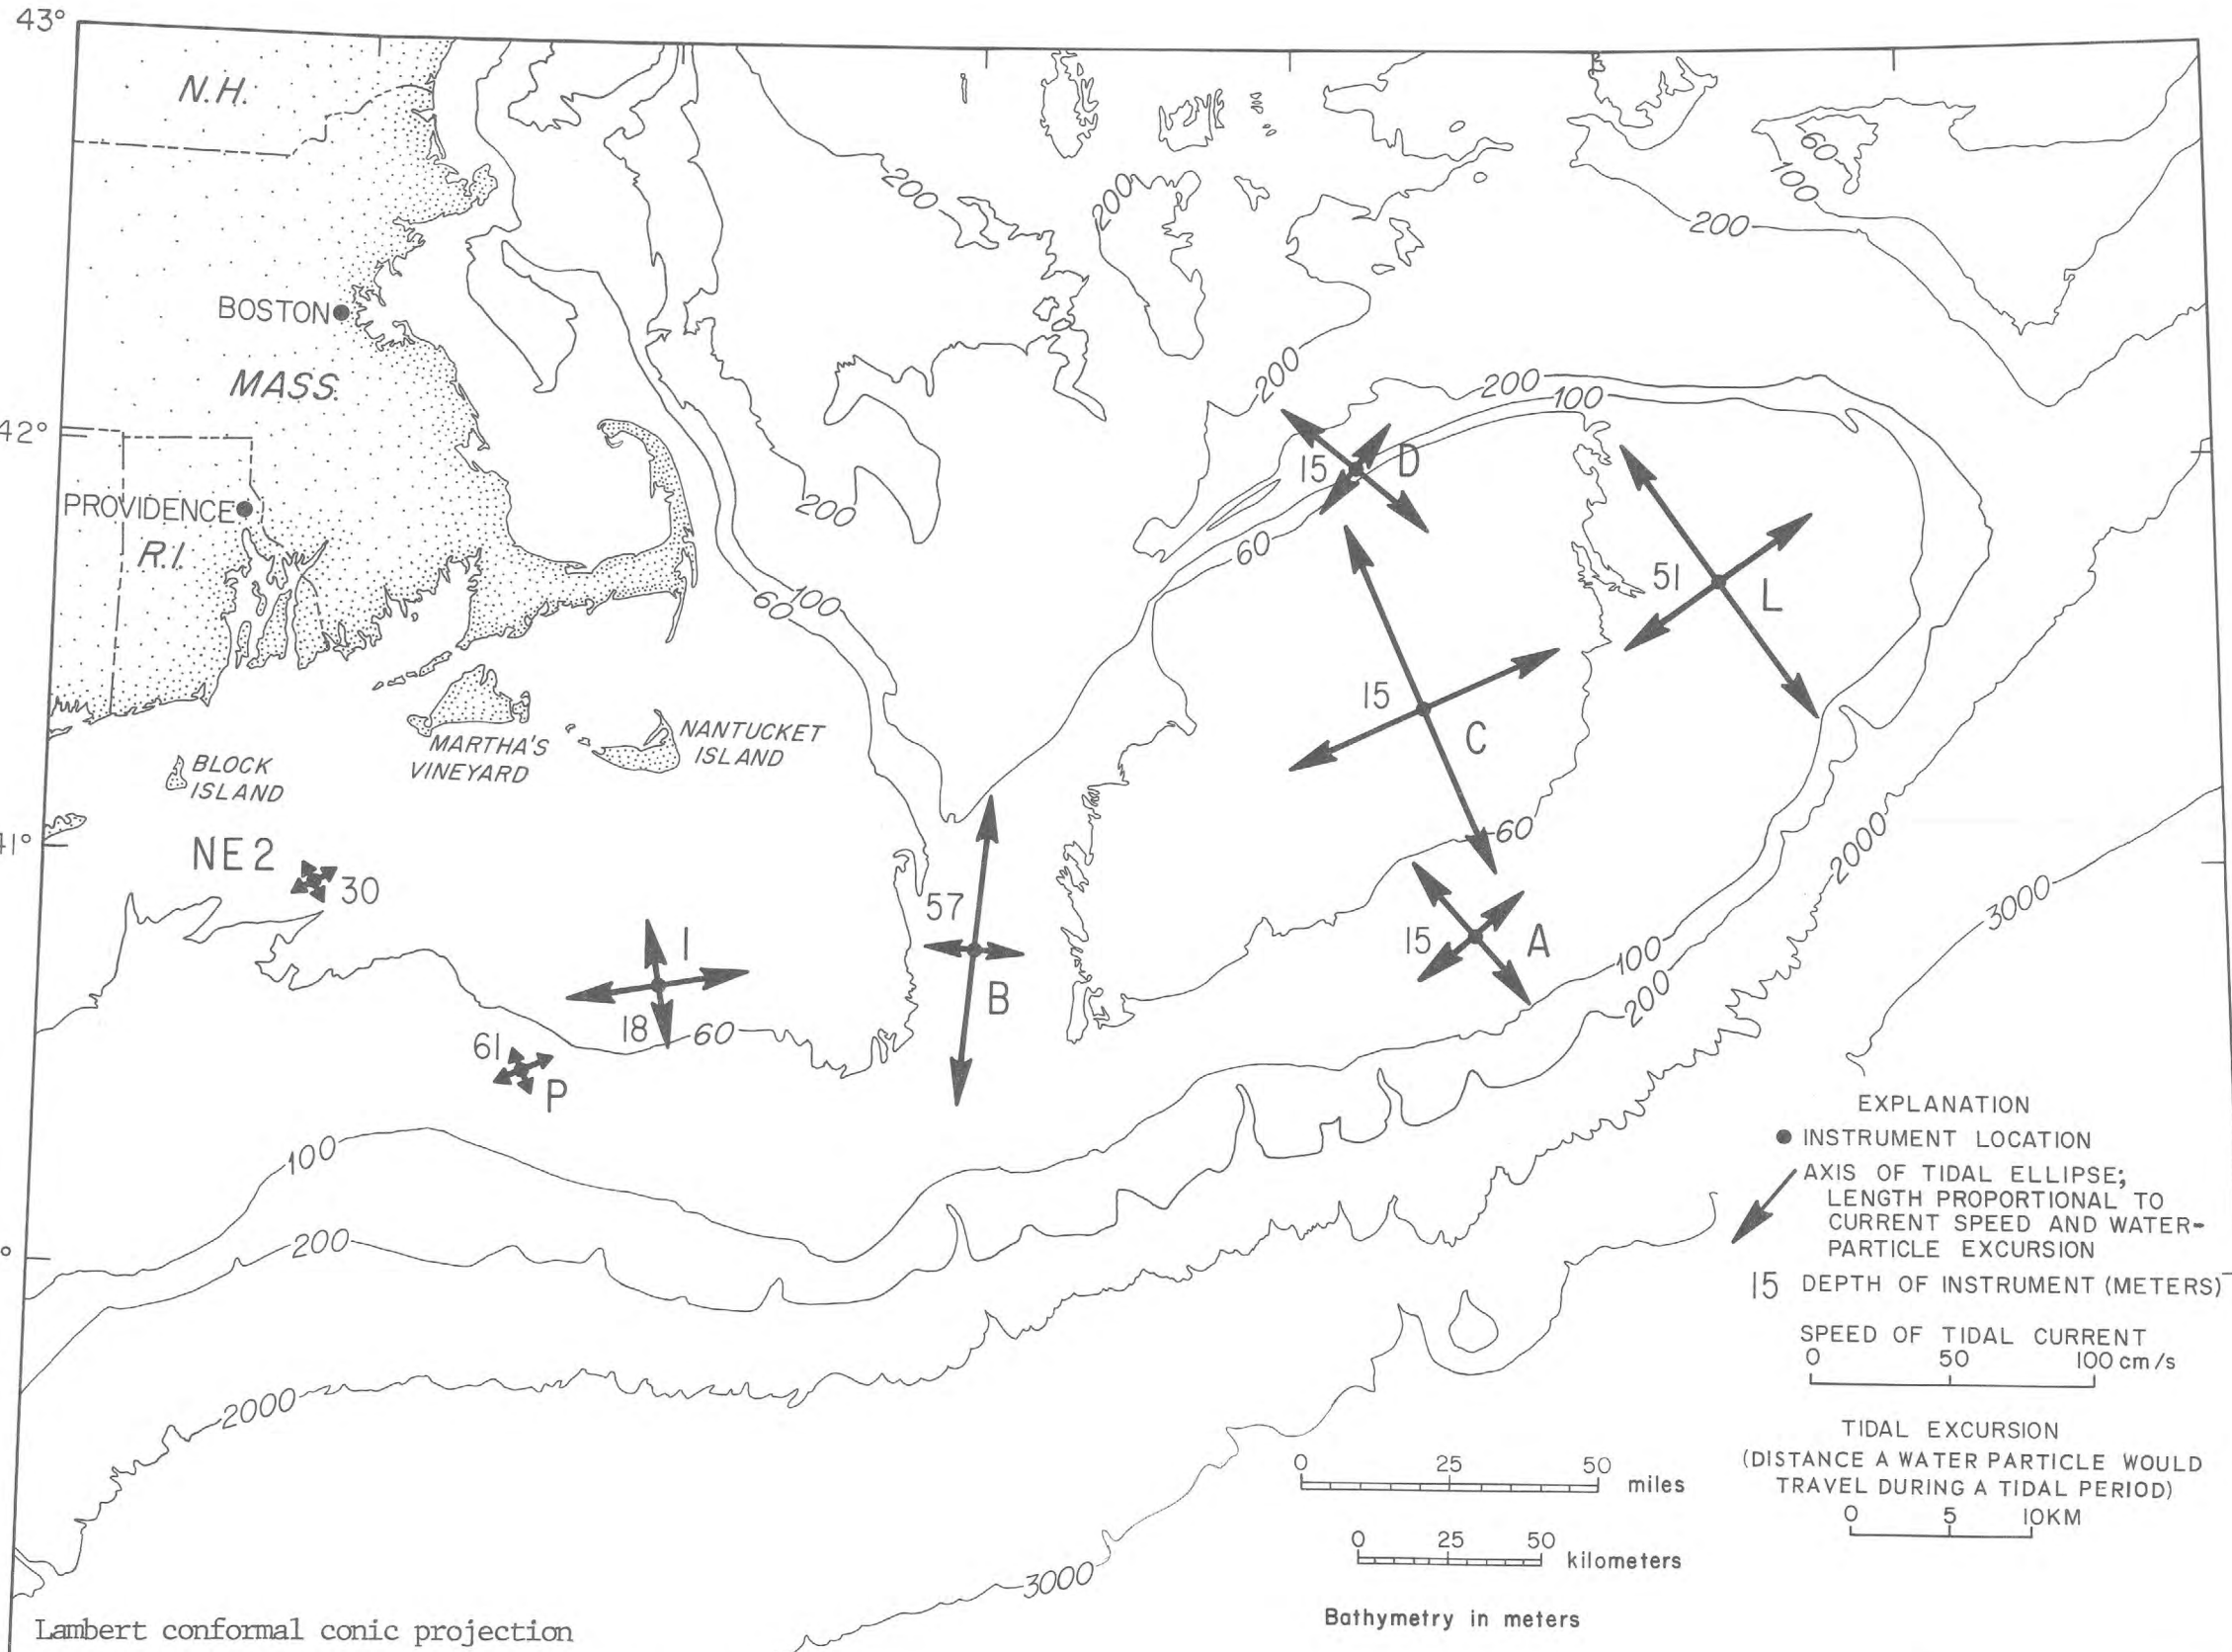 43°
N.H.
BOSTON
MASS.
42°
PROVIDENCE
R.I.
MARTHA'S
VINEYARD
NANTUCKET
ISLAND
BLOCK
ISLAND
41°
NE2
30
I
18
61
P
57
B
15
D
15
C
51
L
15
A
200
200
200
60
100
200
200
200
100
60
60
100
60
60
100
200
2000
3000
100
200
2000
3000
°
EXPLANATION
INSTRUMENT LOCATION
AXIS OF TIDAL ELLIPSE;
LENGTH PROPORTIONAL TO
CURRENT SPEED AND WATER-
PARTICLE EXCURSION
15 DEPTH OF INSTRUMENT (METERS)
SPEED OF TIDAL CURRENT
0 50 100 cm/s
TIDAL EXCURSION
(DISTANCE A WATER PARTICLE WOULD
TRAVEL DURING A TIDAL PERIOD)
0 5 10KM
0 25 50 miles
0 25 50 kilometers
Bathymetry in meters
Lambert conformal conic projection